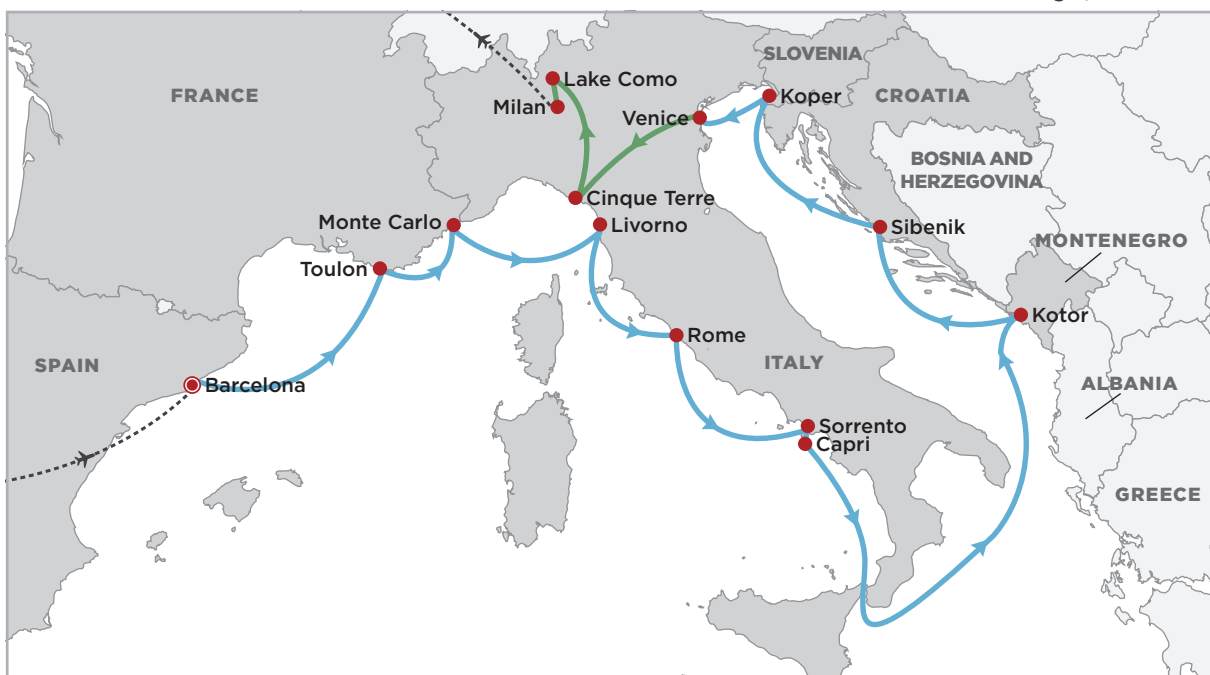 SLOVENIA
Lake Como
FRANCE
Milan
Koper
CROATIA
Venice
BOSNIA AND
HERZEGOVINA
Cinque Terre
Monte Carlo
Livorno
Sibenik
MONTENEGRO
Toulon
Kotor
Rome
SPAIN
ITALY
Barcelona
ALBANIA
Sorrento
Capri
GREECE